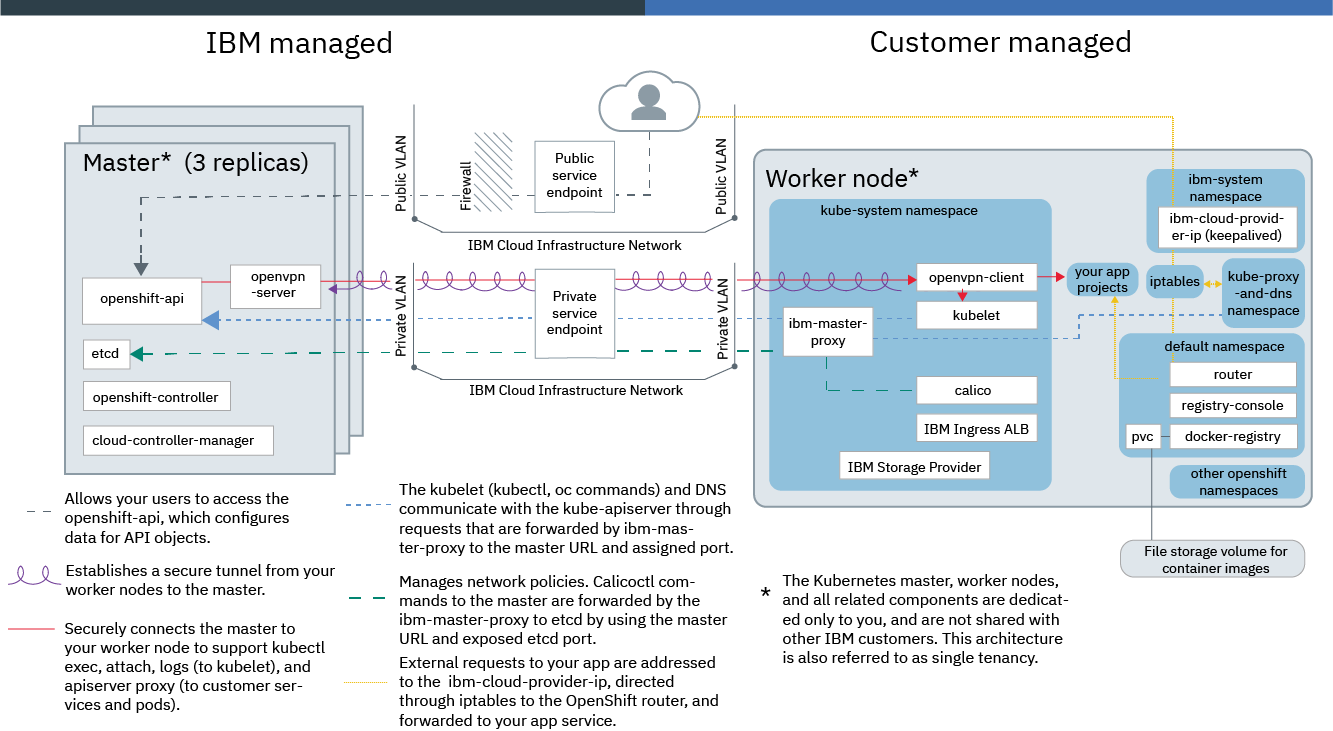 IBM managed
Customer managed
Master* (3 replicas)
openshift-api
openvpn
-server
etcd
openshift-controller
cloud-controller-manager
Public VLAN
Firewall
Public
service
endpoint
Public VLAN
IBM Cloud Infrastructure Network
Private VLAN
Private
service
endpoint
Private VLAN
IBM Cloud Infrastructure Network
Worker node*
kube-system namespace
openvpn-client
kubelet
ibm-master-
proxy
calico
IBM Ingress ALB
IBM Storage Provider
your app
projects
ibm-system
namespace
ibm-cloud-provid-
er-ip (keepalived)
iptables
kube-proxy
-and-dns
namespace
default namespace
router
registry-console
pvc
docker-registry
other openshift
namespaces
File storage volume for
container images
Allows your users to access the
openshift-api, which configures
data for API objects.
Establishes a secure tunnel from your
worker nodes to the master.
Securely connects the master to
your worker node to support kubectl
exec, attach, logs (to kubelet), and
apiserver proxy (to customer ser-
vices and pods).
The kubelet (kubectl, oc commands) and DNS
communicate with the kube-apiserver through
requests that are forwarded by ibm-mas-
ter-proxy to the master URL and assigned port.
Manages network policies. Calicoctl com-
mands to the master are forwarded by the
ibm-master-proxy to etcd by using the master
URL and exposed etcd port.
External requests to your app are addressed
to the ibm-cloud-provider-ip, directed
through iptables to the OpenShift router, and
forwarded to your app service.
* The Kubernetes master, worker nodes,
and all related components are dedicat-
ed only to you, and are not shared with
other IBM customers. This architecture
is also referred to as single tenancy.